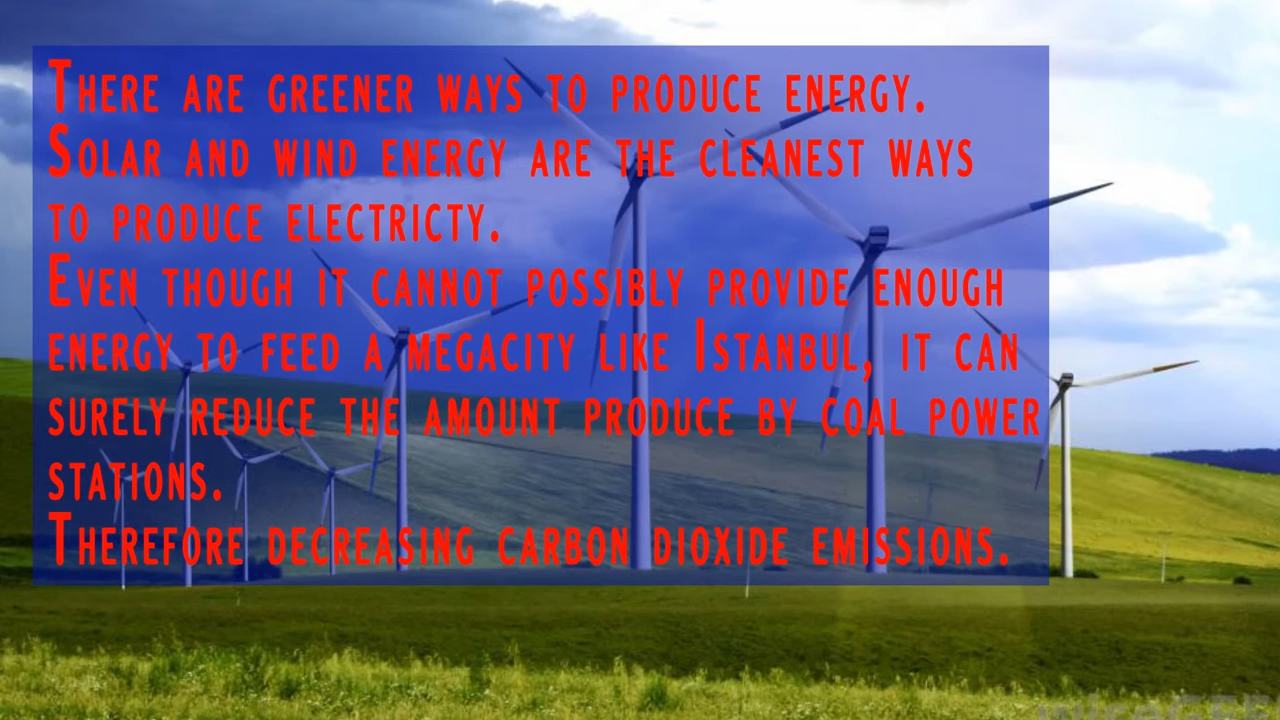 There are greener ways to produce energy.
Solar and wind energy are the cleanest ways
to produce electricty.
Even though it cannot possibly provide enough
energy to feed a megacity like Istanbul, it can
surely reduce the amount produce by coal power
stations.
Therefore decreasing carbon dioxide emissions.